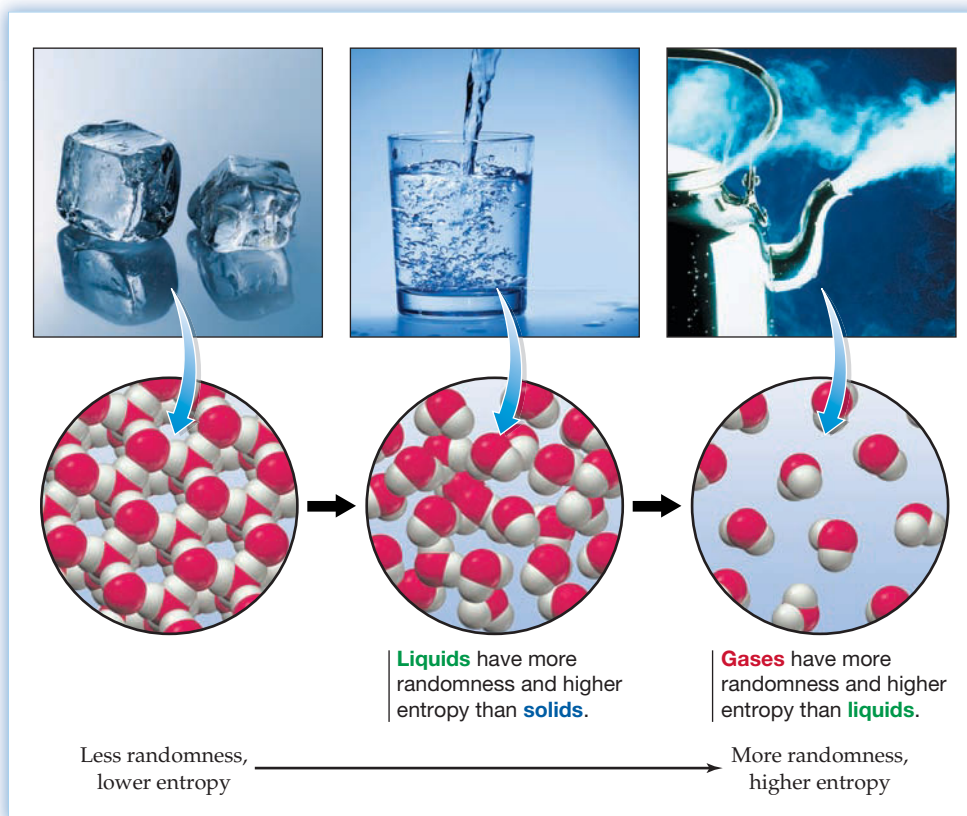 Liquids have more
randomness and higher
entropy than solids.
Gases have more
randomness and higher
entropy than liquids.
Less randomness,
lower entropy
More randomness,
higher entropy